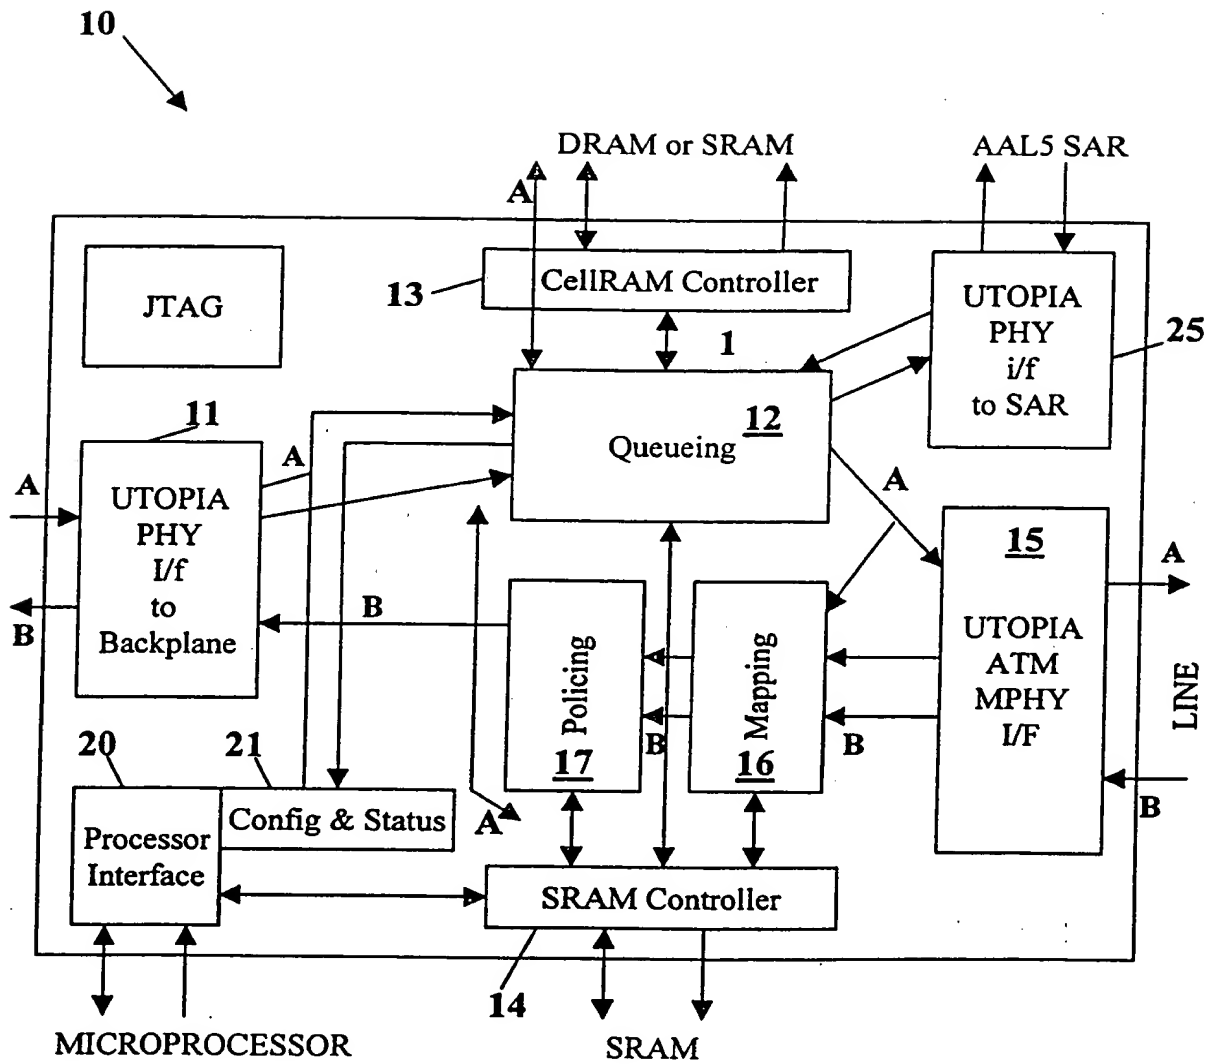 10
DRAM or SRAM
AAL5 SAR
A
JTAG
13
CellRAM Controller
UTOPIA
PHY
i/f
to SAR
25
1
11
12
Queueing
A
A
A
UTOPIA
PHY
I/f
to
Backplane
15
A
B
B
UTOPIA
ATM
MPHY
I/F
LINE
Policing
17
B
Mapping
16
B
B
20
21
Config & Status
A
Processor
Interface
SRAM Controller
14
MICROPROCESSOR
SRAM